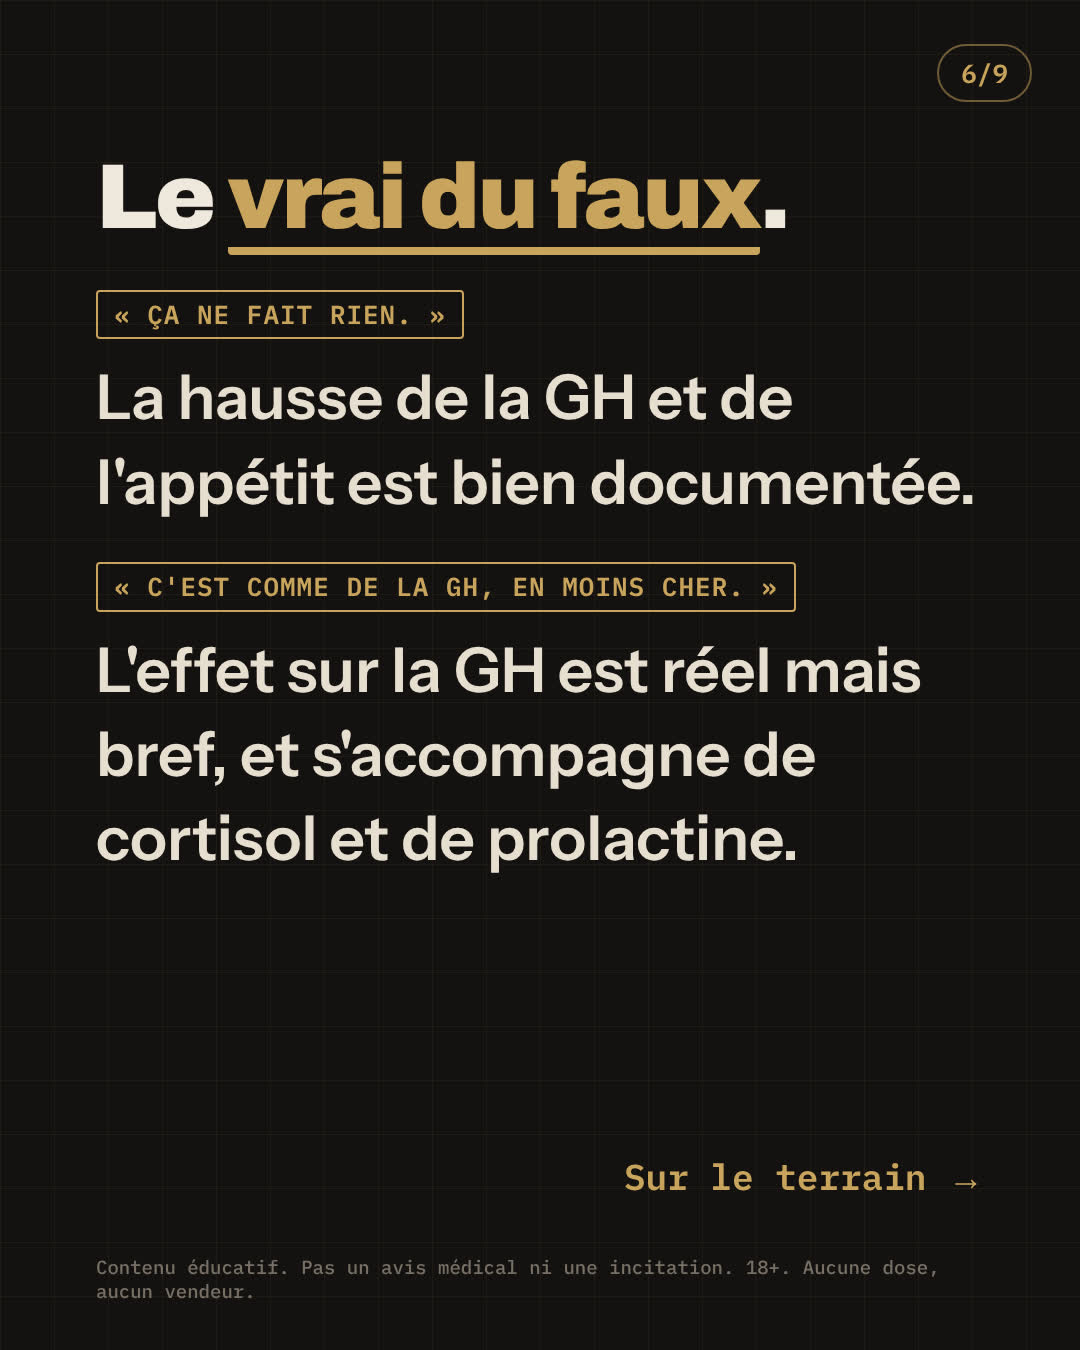 6/9
Le vrai du faux.
« ÇA NE FAIT RIEN. »
La hausse de la GH et de
l'appétit est bien documentée.
« C'EST COMME DE LA GH, EN MOINS CHER. »
L'effet sur la GH est réel mais
bref, et s'accompagne de
cortisol et de prolactine.
Sur le terrain →
Contenu éducatif. Pas un avis médical ni une incitation. 18+. Aucune dose,
aucun vendeur.